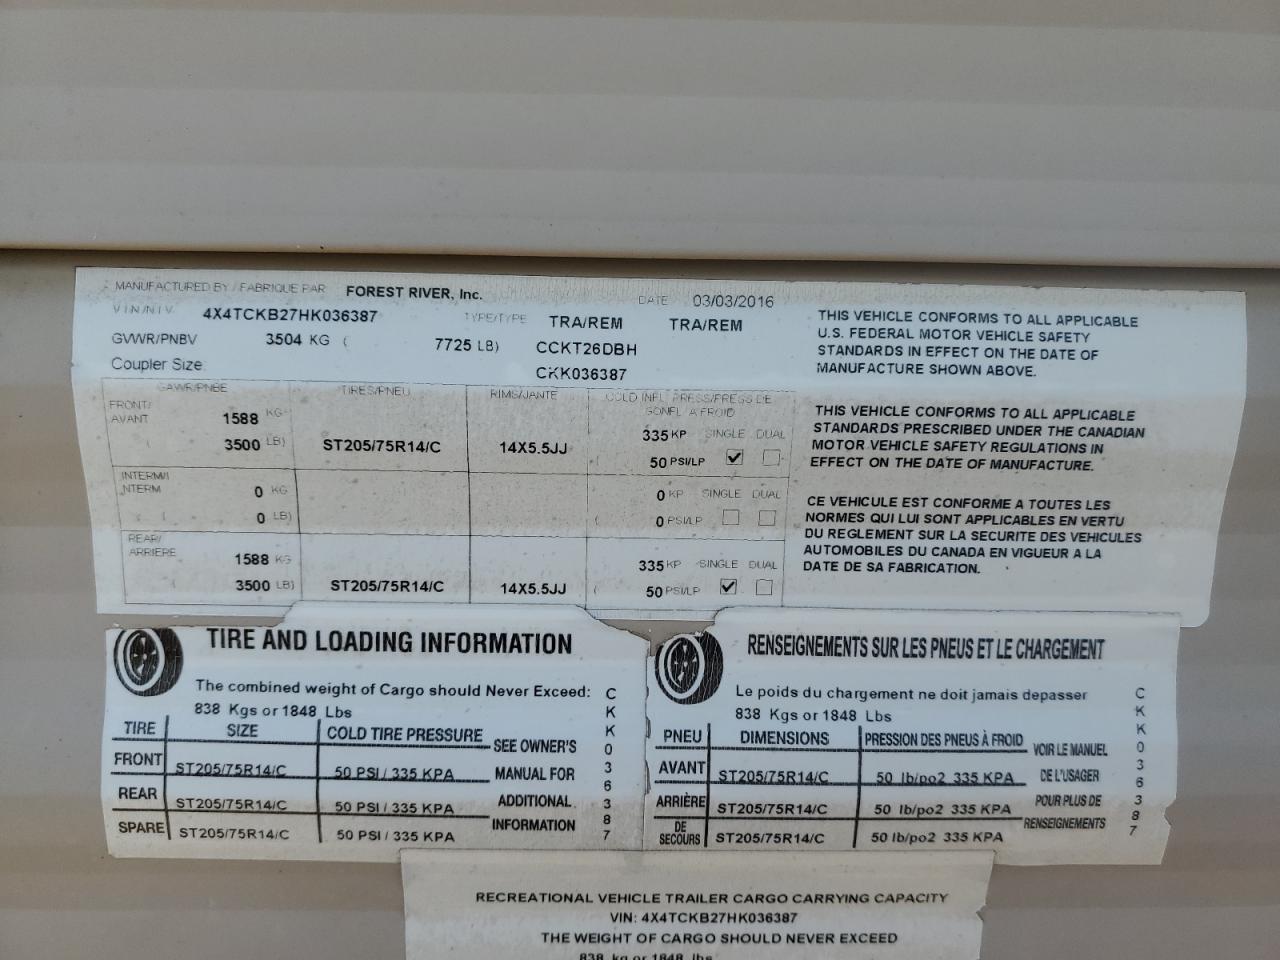 MANUFACTURED BY / FABRIQUE PAR FOREST RIVER, Inc. DATE 03/03/2016
VIN/NIV 4X4TCKB27HK036387 TYPE/TYPE TRA/REM TRA/REM
GVWR/PNBV 3504 KG ( 7725 LB) CCKT26DBH
Coupler Size: CKK036387
GAWR/PNBE TIRES/PNEU RIMS/JANTE COLD INFL. PRESS/PRESS DE GONFL. A FROID
FRONT/AVANT 1588 KG 335 KP SINGLE DUAL
( 3500 LB) ST205/75R14/C 14X5.5JJ ( 50 PSI/LP
INTERM/INTERM 0 KG 0 KP SINGLE DUAL
( 0 LB) ( 0 PSI/LP
REAR/ARRIERE 1588 KG 335 KP SINGLE DUAL
3500 LB) ST205/75R14/C 14X5.5JJ ( 50 PSI/LP
THIS VEHICLE CONFORMS TO ALL APPLICABLE
U.S. FEDERAL MOTOR VEHICLE SAFETY
STANDARDS IN EFFECT ON THE DATE OF
MANUFACTURE SHOWN ABOVE.
THIS VEHICLE CONFORMS TO ALL APPLICABLE
STANDARDS PRESCRIBED UNDER THE CANADIAN
MOTOR VEHICLE SAFETY REGULATIONS IN
EFFECT ON THE DATE OF MANUFACTURE.
CE VEHICULE EST CONFORME A TOUTES LES
NORMES QUI LUI SONT APPLICABLES EN VERTU
DU REGLEMENT SUR LA SECURITE DES VEHICULES
AUTOMOBILES DU CANADA EN VIGUEUR A LA
DATE DE SA FABRICATION.
TIRE AND LOADING INFORMATION
The combined weight of Cargo should Never Exceed:
838 Kgs or 1848 Lbs
TIRE SIZE COLD TIRE PRESSURE
FRONT ST205/75R14/C 50 PSI / 335 KPA
REAR ST205/75R14/C 50 PSI / 335 KPA
SPARE ST205/75R14/C 50 PSI / 335 KPA
SEE OWNER'S
MANUAL FOR
ADDITIONAL
INFORMATION
CKK036387
RENSEIGNEMENTS SUR LES PNEUS ET LE CHARGEMENT
Le poids du chargement ne doit jamais depasser
838 Kgs or 1848 Lbs
PNEU DIMENSIONS PRESSION DES PNEUS À FROID
AVANT ST205/75R14/C 50 lb/po2 335 KPA
ARRIÈRE ST205/75R14/C 50 lb/po2 335 KPA
DE SECOURS ST205/75R14/C 50 lb/po2 335 KPA
VOIR LE MANUEL
DE L'USAGER
POUR PLUS DE
RENSEIGNEMENTS
CKK036387
RECREATIONAL VEHICLE TRAILER CARGO CARRYING CAPACITY
VIN: 4X4TCKB27HK036387
THE WEIGHT OF CARGO SHOULD NEVER EXCEED
838 kg or 1848 lbs